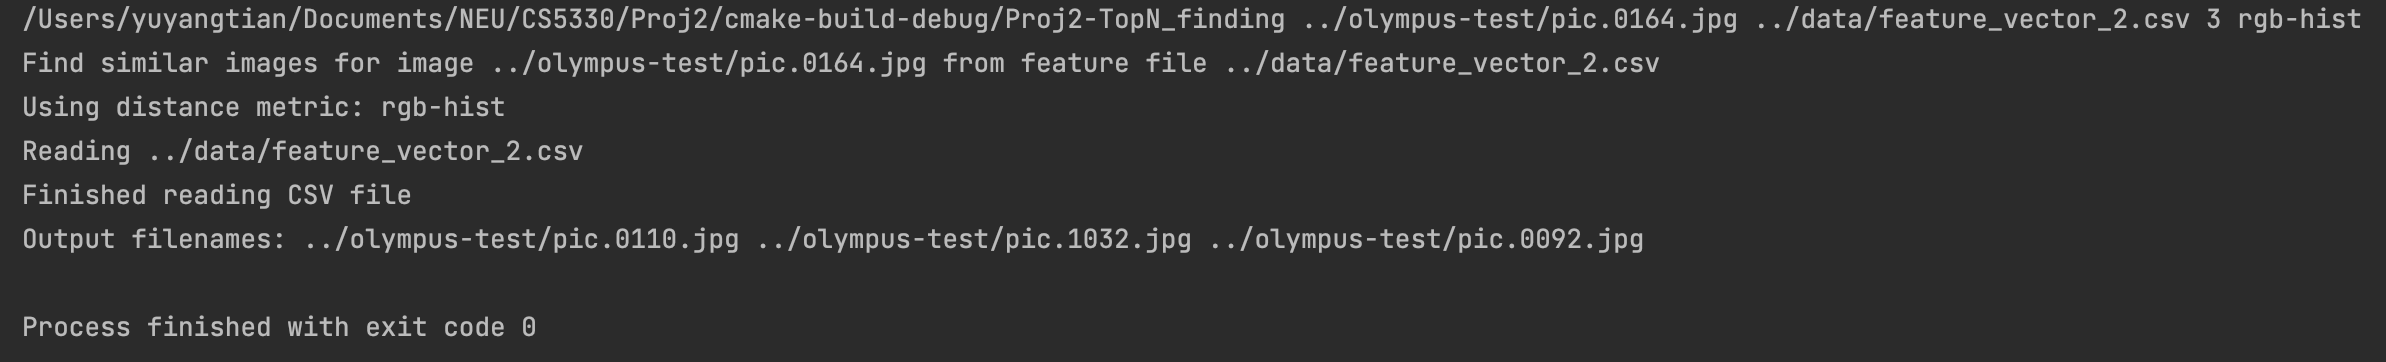 /Users/yuyangtian/Documents/NEU/CS5330/Proj2/cmake-build-debug/Proj2-TopN_finding ../olympus-test/pic.0164.jpg ../data/feature_vector_2.csv 3 rgb-hist
Find similar images for image ../olympus-test/pic.0164.jpg from feature file ../data/feature_vector_2.csv
Using distance metric: rgb-hist
Reading ../data/feature_vector_2.csv
Finished reading CSV file
Output filenames: ../olympus-test/pic.0110.jpg ../olympus-test/pic.1032.jpg ../olympus-test/pic.0092.jpg
Process finished with exit code 0